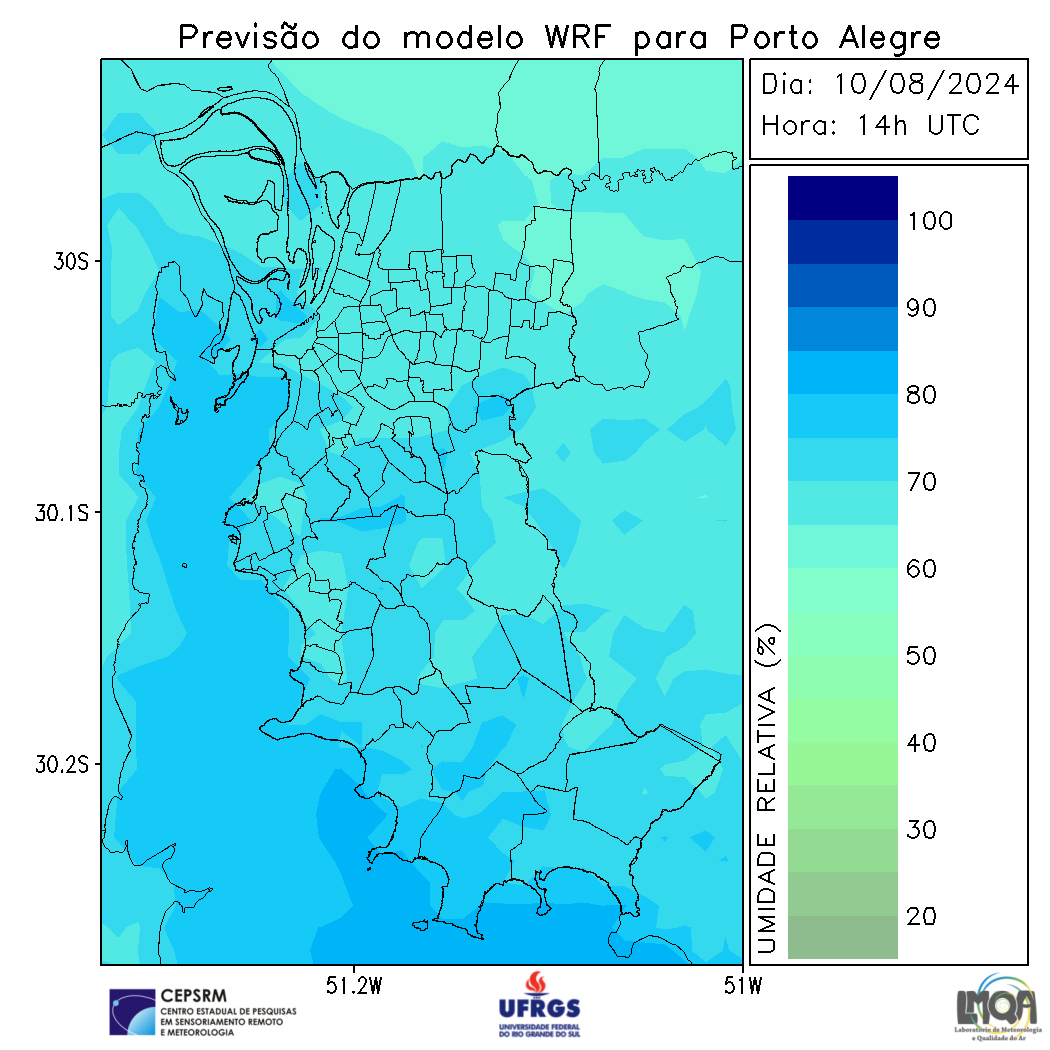 Previsão do modelo WRF para Porto Alegre
Dia: 10/08/2024
Hora: 14h UTC
30S
30.1S
30.2S
51.2W
51W
UMIDADE RELATIVA (%)
100
90
80
70
60
50
40
30
20
CEPSRM
CENTRO ESTADUAL DE PESQUISAS
EM SENSORIAMENTO REMOTO
E METEOROLOGIA
UFRGS
UNIVERSIDADE FEDERAL
DO RIO GRANDE DO SUL
LMQA
Laboratório de Meteorologia
e Qualidade do Ar